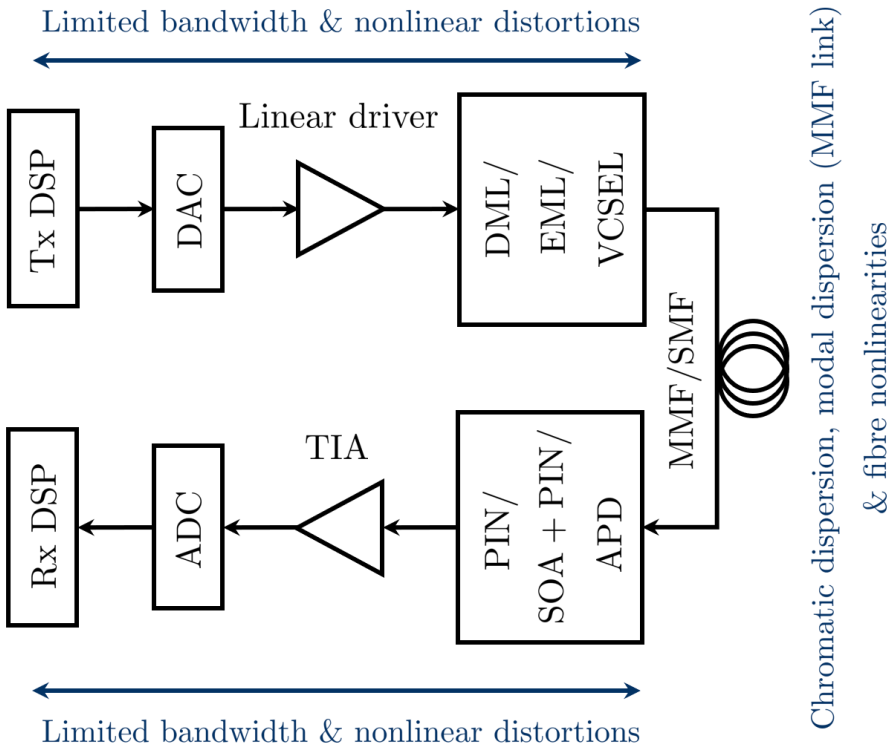 Limited bandwidth & nonlinear distortions
Linear driver
Tx DSP
DAC
DML/
EML/
VCSEL
MMF/SMF
Chromatic dispersion, modal dispersion (MMF link)
& fibre nonlinearities
TIA
Rx DSP
ADC
PIN/
SOA + PIN/
APD
Limited bandwidth & nonlinear distortions